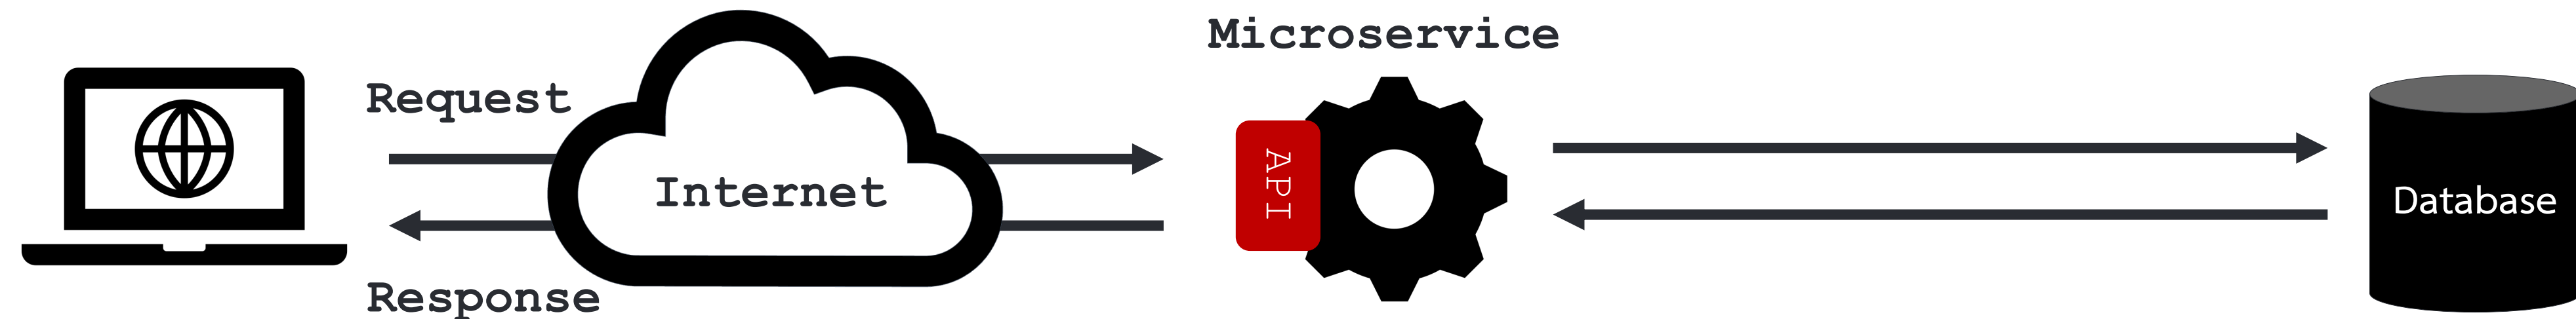 Microservice
Request
API
Internet
Database
Response